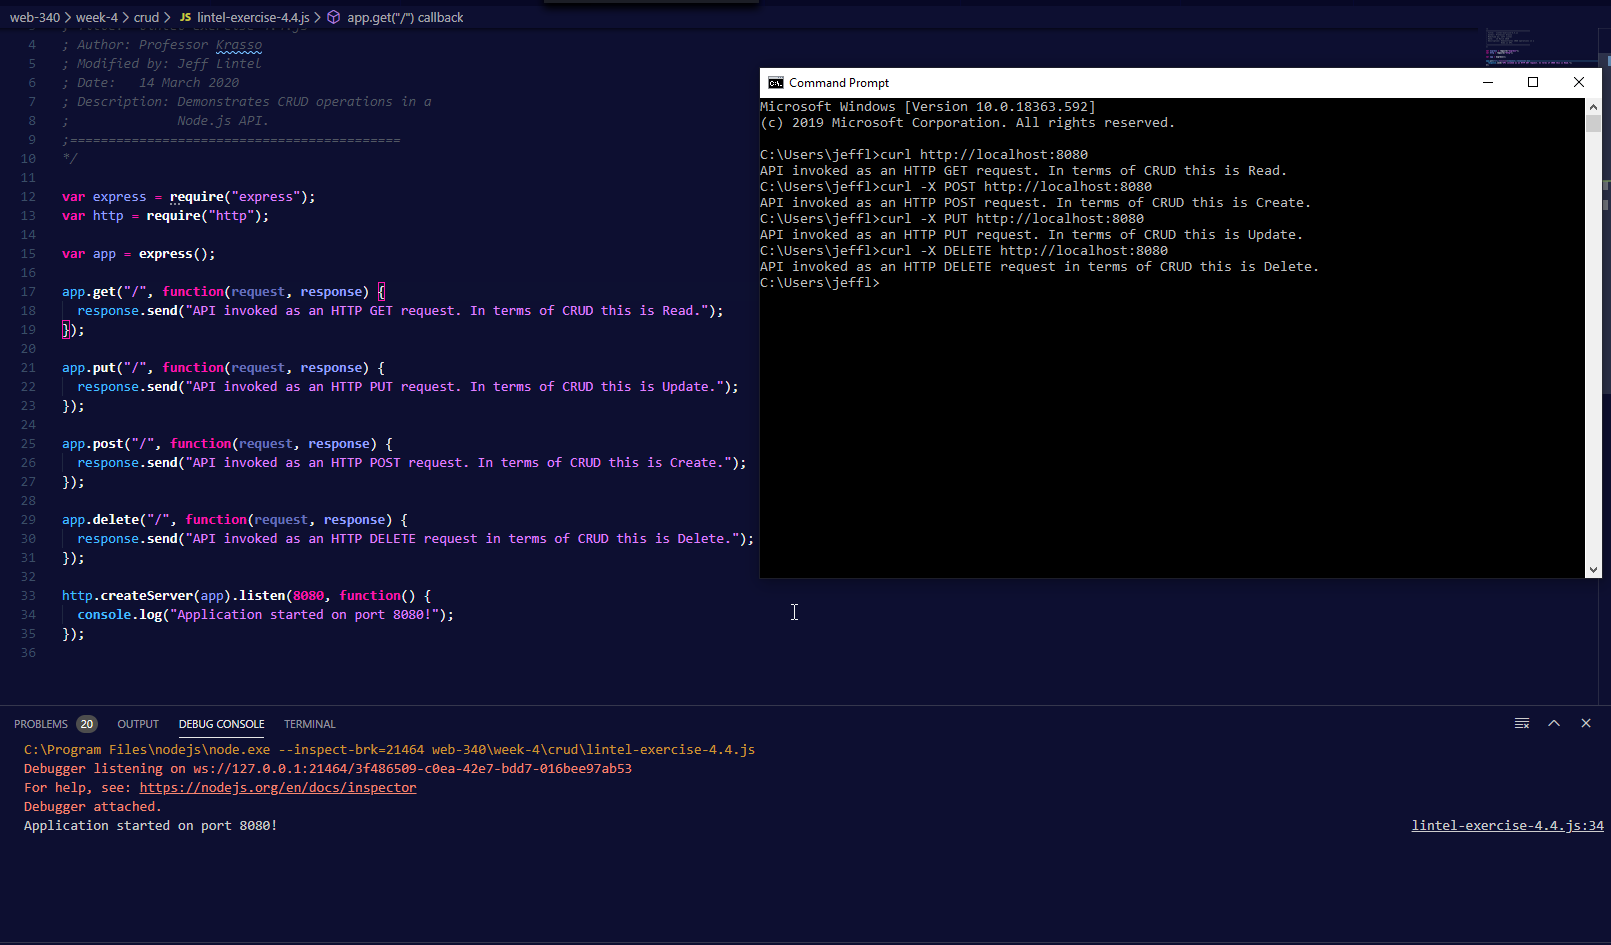 web-340 > week-4 > crud > JS lintel-exercise-4.4.js > app.get("/") callback
4 ; Author: Professor Krasso
5 ; Modified by: Jeff Lintel
6 ; Date:   14 March 2020
7 ; Description: Demonstrates CRUD operations in a
8 ;              Node.js API.
9 ;===========================================
10 */
11
12 var express = require("express");
13 var http = require("http");
14
15 var app = express();
16
17 app.get("/", function(request, response) {
18   response.send("API invoked as an HTTP GET request. In terms of CRUD this is Read.");
19 });
20
21 app.put("/", function(request, response) {
22   response.send("API invoked as an HTTP PUT request. In terms of CRUD this is Update.");
23 });
24
25 app.post("/", function(request, response) {
26   response.send("API invoked as an HTTP POST request. In terms of CRUD this is Create.");
27 });
28
29 app.delete("/", function(request, response) {
30   response.send("API invoked as an HTTP DELETE request in terms of CRUD this is Delete.");
31 });
32
33 http.createServer(app).listen(8080, function() {
34   console.log("Application started on port 8080!");
35 });
36
Command Prompt
Microsoft Windows [Version 10.0.18363.592]
(c) 2019 Microsoft Corporation. All rights reserved.
C:\Users\jeffl>curl http://localhost:8080
API invoked as an HTTP GET request. In terms of CRUD this is Read.
C:\Users\jeffl>curl -X POST http://localhost:8080
API invoked as an HTTP POST request. In terms of CRUD this is Create.
C:\Users\jeffl>curl -X PUT http://localhost:8080
API invoked as an HTTP PUT request. In terms of CRUD this is Update.
C:\Users\jeffl>curl -X DELETE http://localhost:8080
API invoked as an HTTP DELETE request in terms of CRUD this is Delete.
C:\Users\jeffl>
PROBLEMS 20 OUTPUT DEBUG CONSOLE TERMINAL
C:\Program Files\nodejs\node.exe --inspect-brk=21464 web-340\week-4\crud\lintel-exercise-4.4.js
Debugger listening on ws://127.0.0.1:21464/3f486509-c0ea-42e7-bdd7-016bee97ab53
For help, see: https://nodejs.org/en/docs/inspector
Debugger attached.
Application started on port 8080! lintel-exercise-4.4.js:34